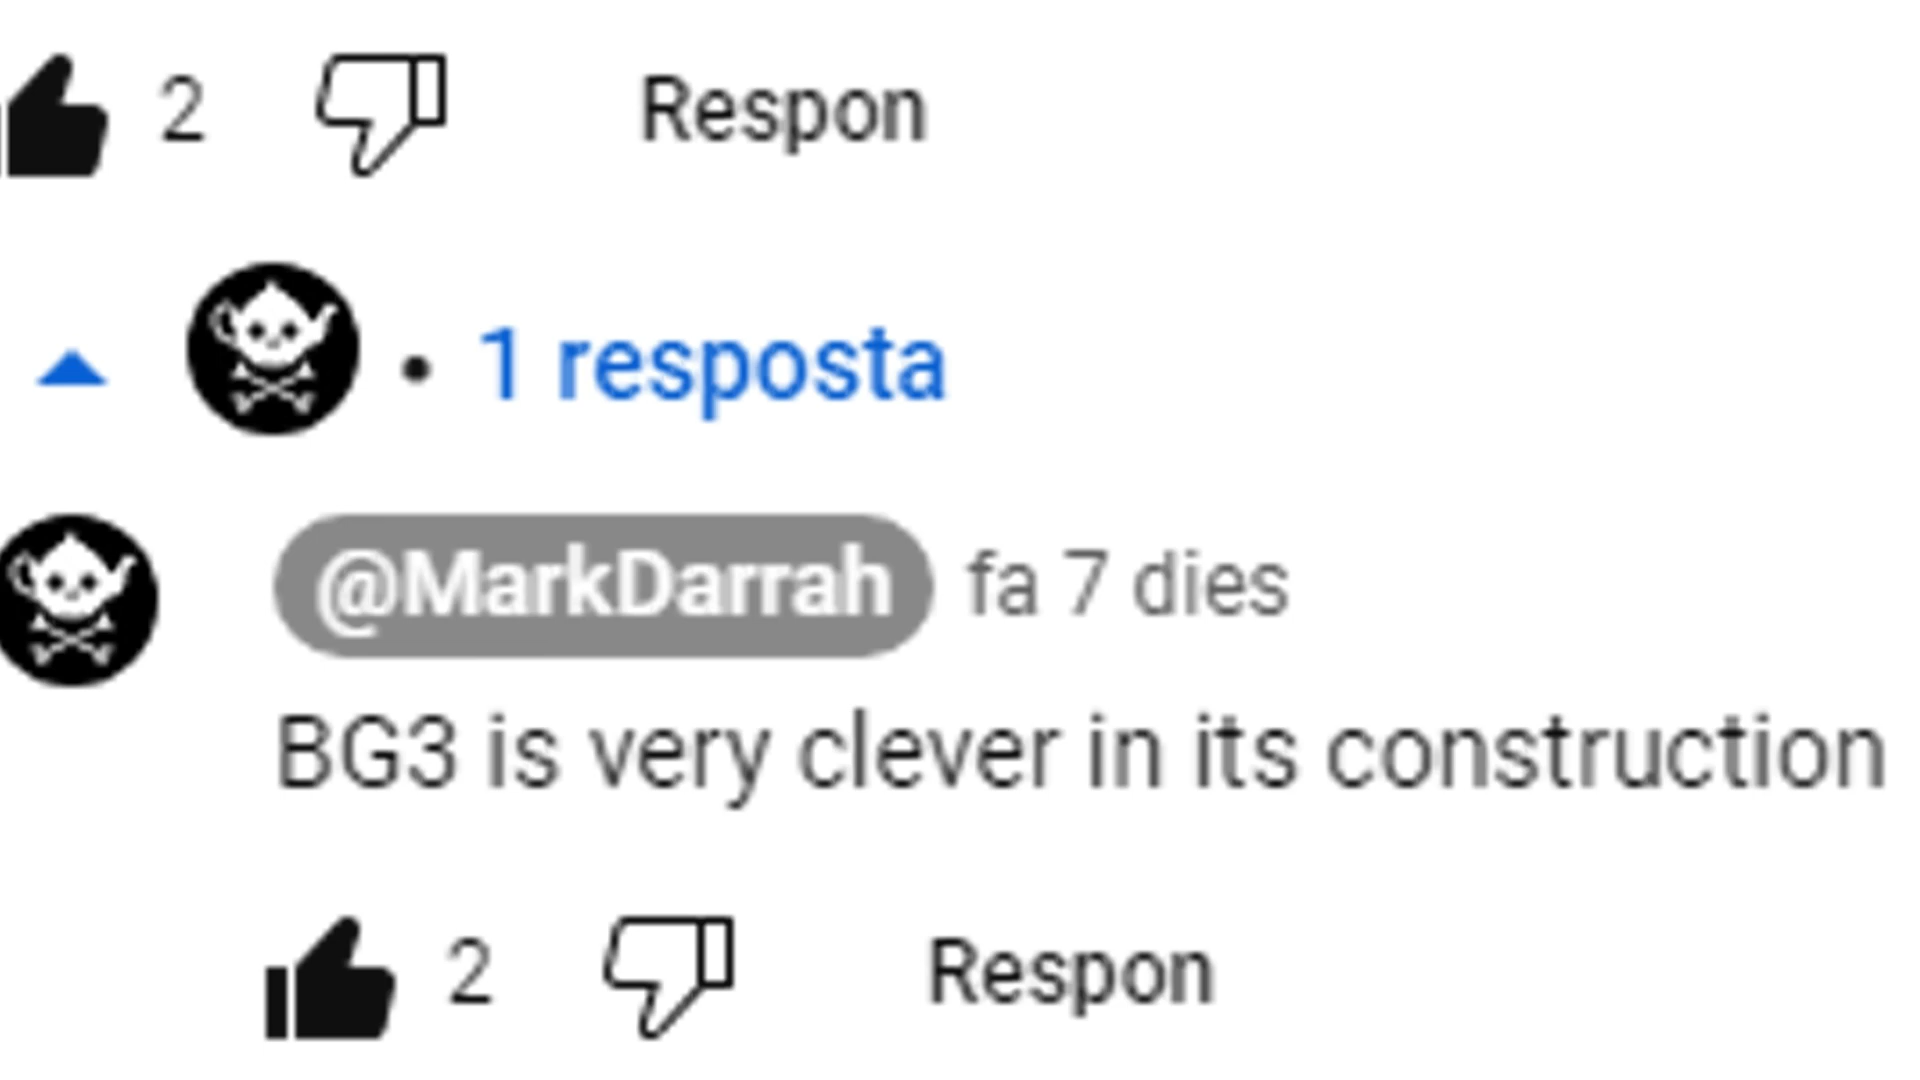 2 Respon
• 1 resposta
@MarkDarrah fa 7 dies
BG3 is very clever in its construction
2 Respon